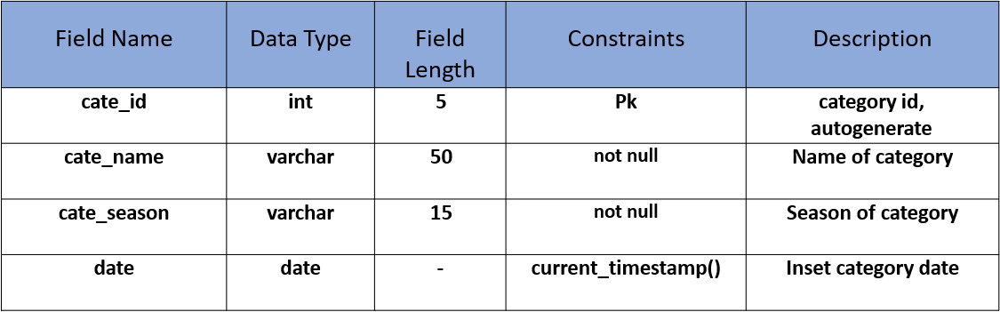 Field Name Data Type Field Length Constraints Description
cate_id int 5 Pk category id, autogenerate
cate_name varchar 50 not null Name of category
cate_season varchar 15 not null Season of category
date date - current_timestamp() Inset category date